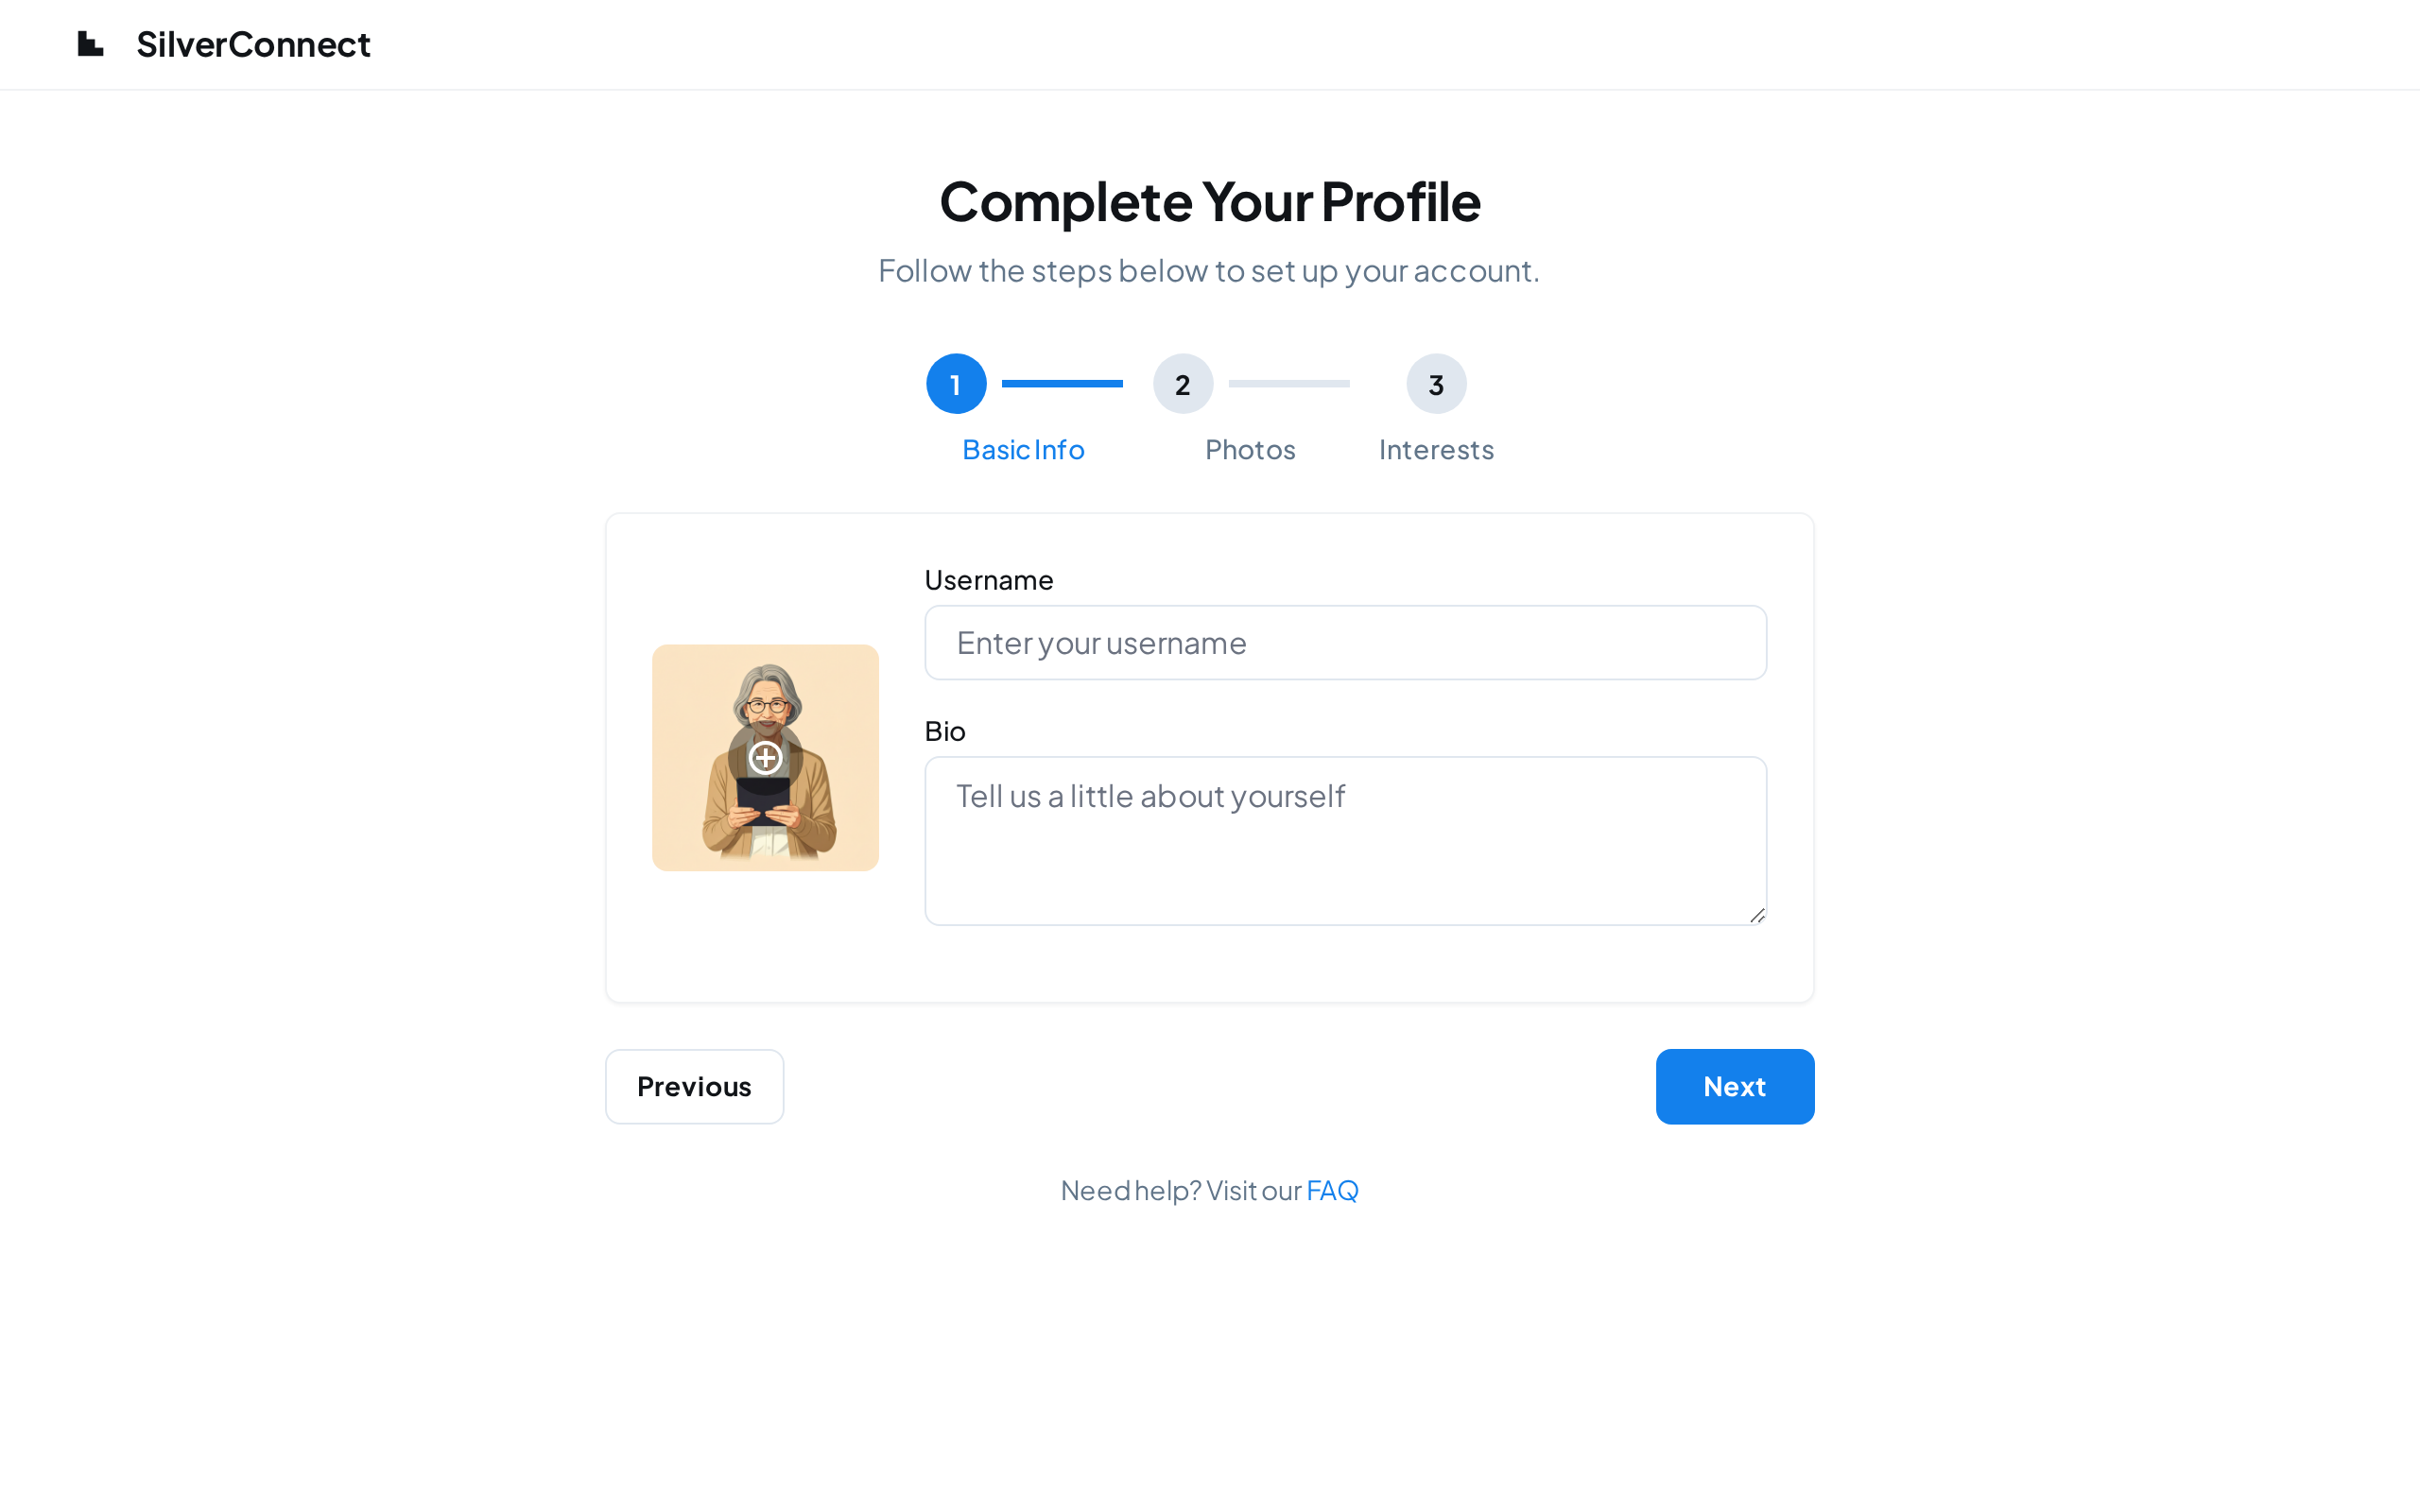 SilverConnect
Complete Your Profile
Follow the steps below to set up your account.
1
2
3
Basic Info
Photos
Interests
Username
Enter your username
Bio
Tell us a little about yourself
Previous
Next
Need help? Visit our FAQ